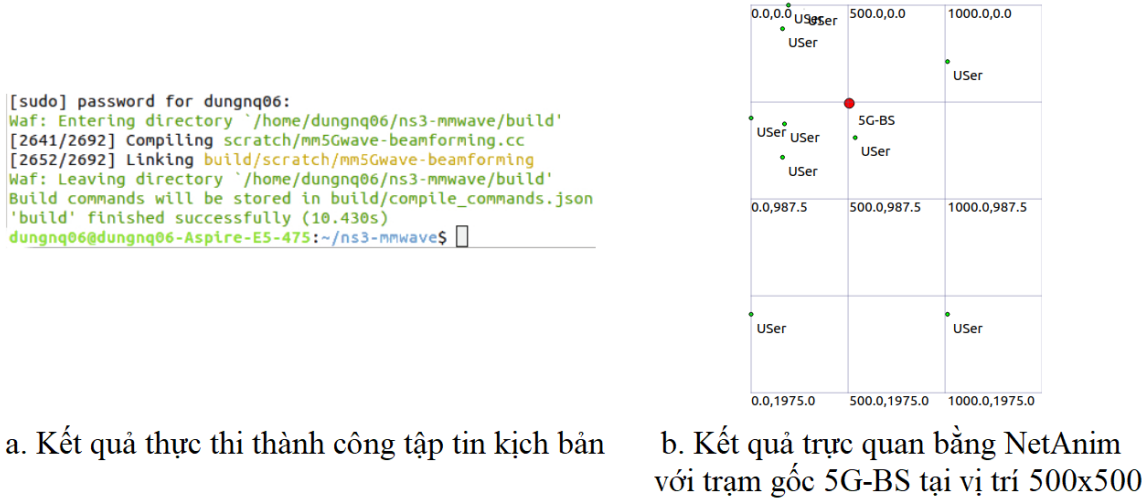 [sudo] password for dungnq06:
Waf: Entering directory `/home/dungnq06/ns3-mmwave/build'
[2641/2692] Compiling scratch/mm5Gwave-beamforming.cc
[2652/2692] Linking build/scratch/mm5Gwave-beamforming
Waf: Leaving directory `/home/dungnq06/ns3-mmwave/build'
Build commands will be stored in build/compile_commands.json
'build' finished successfully (10.430s)
dungnq06@dungnq06-Aspire-E5-475:~/ns3-mmwave$
0.0,0.0 500.0,0.0 1000.0,0.0
USer USer
USer
USer
5G-BS
USer USer
USer
USer
0.0,987.5 500.0,987.5 1000.0,987.5
USer USer
0.0,1975.0 500.0,1975.0 1000.0,1975.0
a. Kết quả thực thi thành công tập tin kịch bản
b. Kết quả trực quan bằng NetAnim
với trạm gốc 5G-BS tại vị trí 500x500